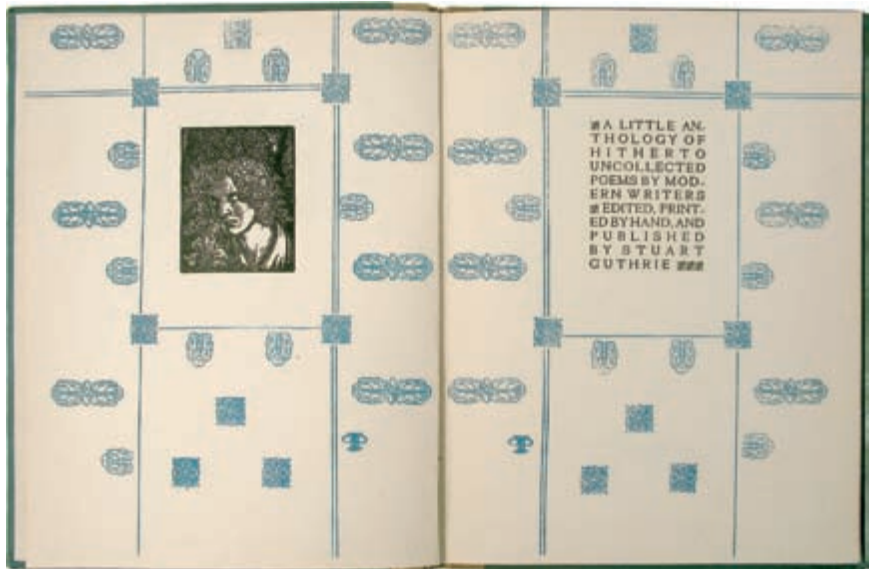 A LITTLE AN-
THOLOGY OF
HITHERTO
UNCOLLECTED
POEMS BY MOD-
ERN WRITERS
EDITED, PRINT-
ED BY HAND, AND
PUBLISHED
BY STUART
GUTHRIE